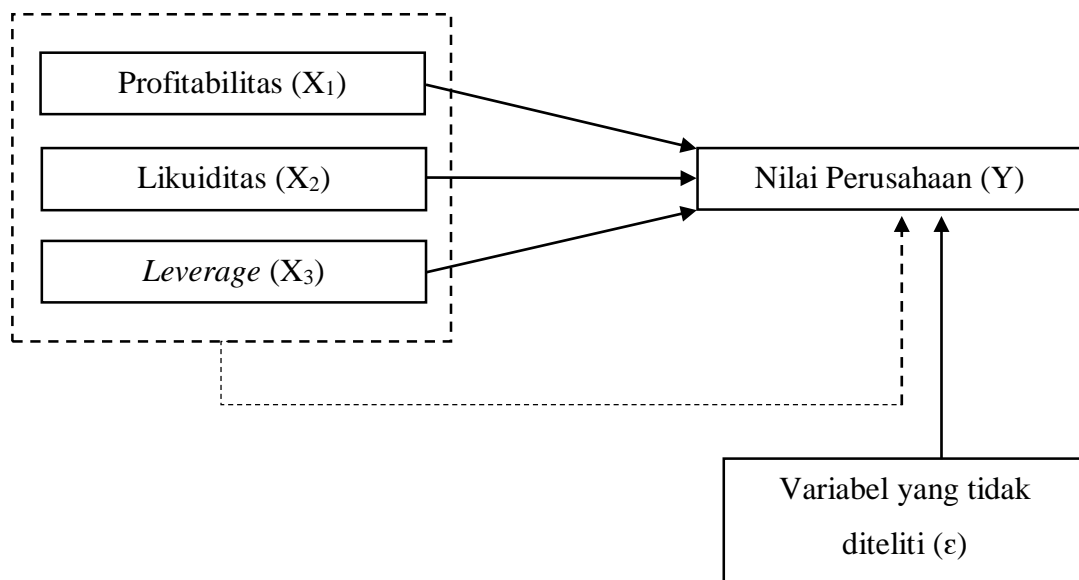 Profitabilitas (X₁)
Likuiditas (X₂)
Nilai Perusahaan (Y)
Leverage (X₃)
Variabel yang tidak
diteliti (ε)